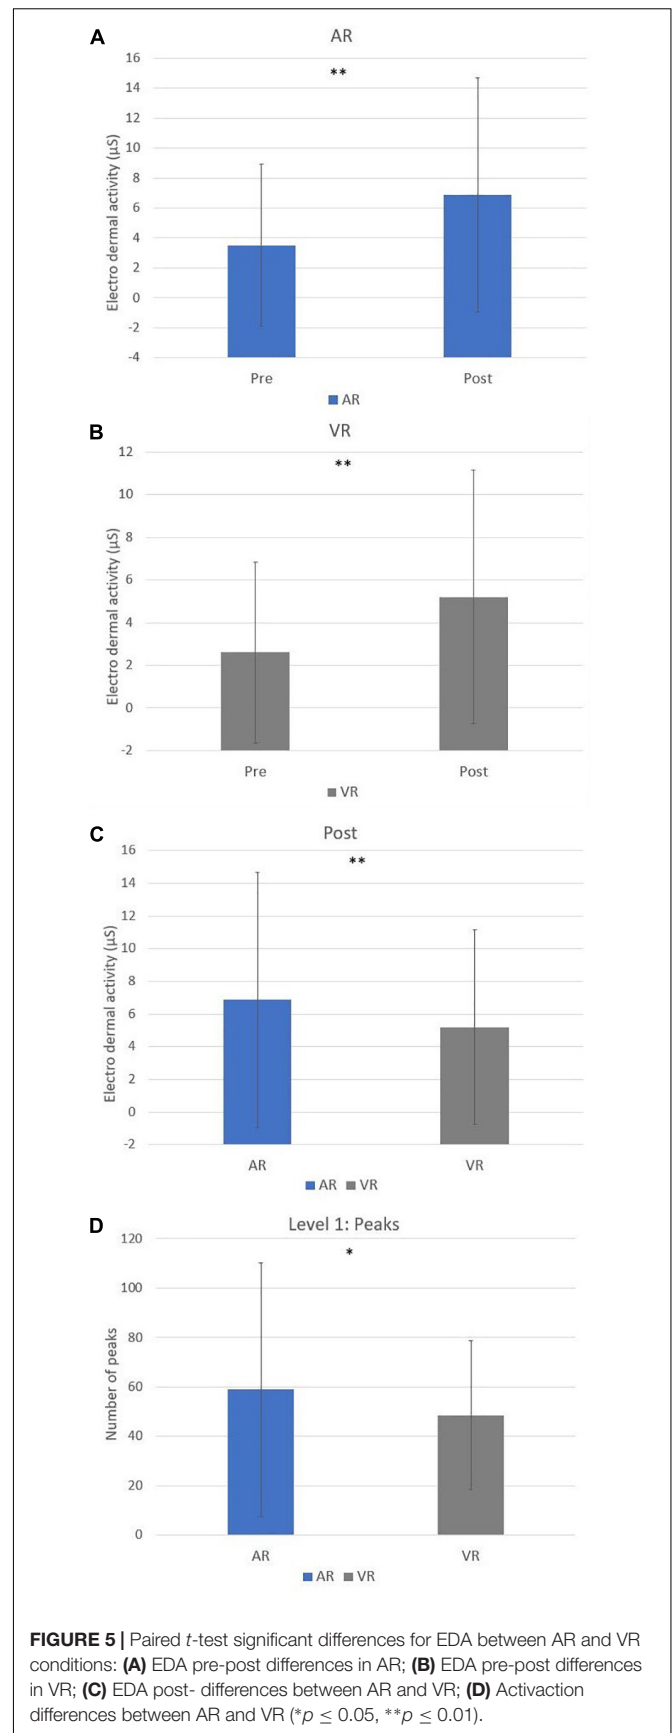 A
AR
**
16
14
12
10
8
6
4
2
0
-2
-4
Electro dermal activity (µS)
Pre Post
AR
B
VR
**
12
10
8
6
4
2
0
-2
Electro dermal activity (µS)
Pre Post
VR
C
Post
**
16
14
12
10
8
6
4
2
0
-2
Electro dermal activity (µS)
AR VR
AR VR
D
Level 1: Peaks
*
120
100
80
60
40
20
0
Number of peaks
AR VR
AR VR
FIGURE 5 | Paired t-test significant differences for EDA between AR and VR
conditions: (A) EDA pre-post differences in AR; (B) EDA pre-post differences
in VR; (C) EDA post- differences between AR and VR; (D) Activaction
differences between AR and VR (*p ≤ 0.05, **p ≤ 0.01).